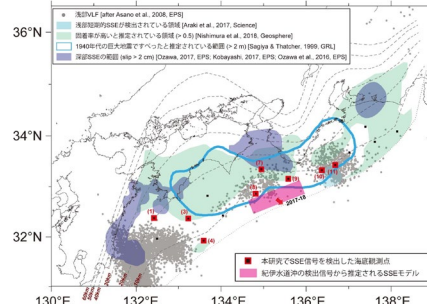 浅部VLF [after Asano et al., 2008, EPS]
浅部短期的SSEが検出されている領域 [Araki et al., 2017, Science]
固着率が高いと推定されている領域 (> 0.5) [Nishimura et al., 2018, Geosphere]
1940年代の巨大地震ですべったと推定されている範囲 (> 2 m) [Sagiya & Thatcher, 1999, GRL]
深部SSEの範囲 (slip > 2 cm) [Ozawa, 2017, EPS; Kobayashi, 2017, EPS; Ozawa et al., 2016, EPS]
36°N
34°N
32°N
(7)
(9)
(10)
(11)
(8)
(1)
(3)
(4)
2017-18
本研究でSSE信号を検出した海底観測点
紀伊水道沖の検出信号から推定されるSSEモデル
130°E
132°E
134°E
136°E
138°E